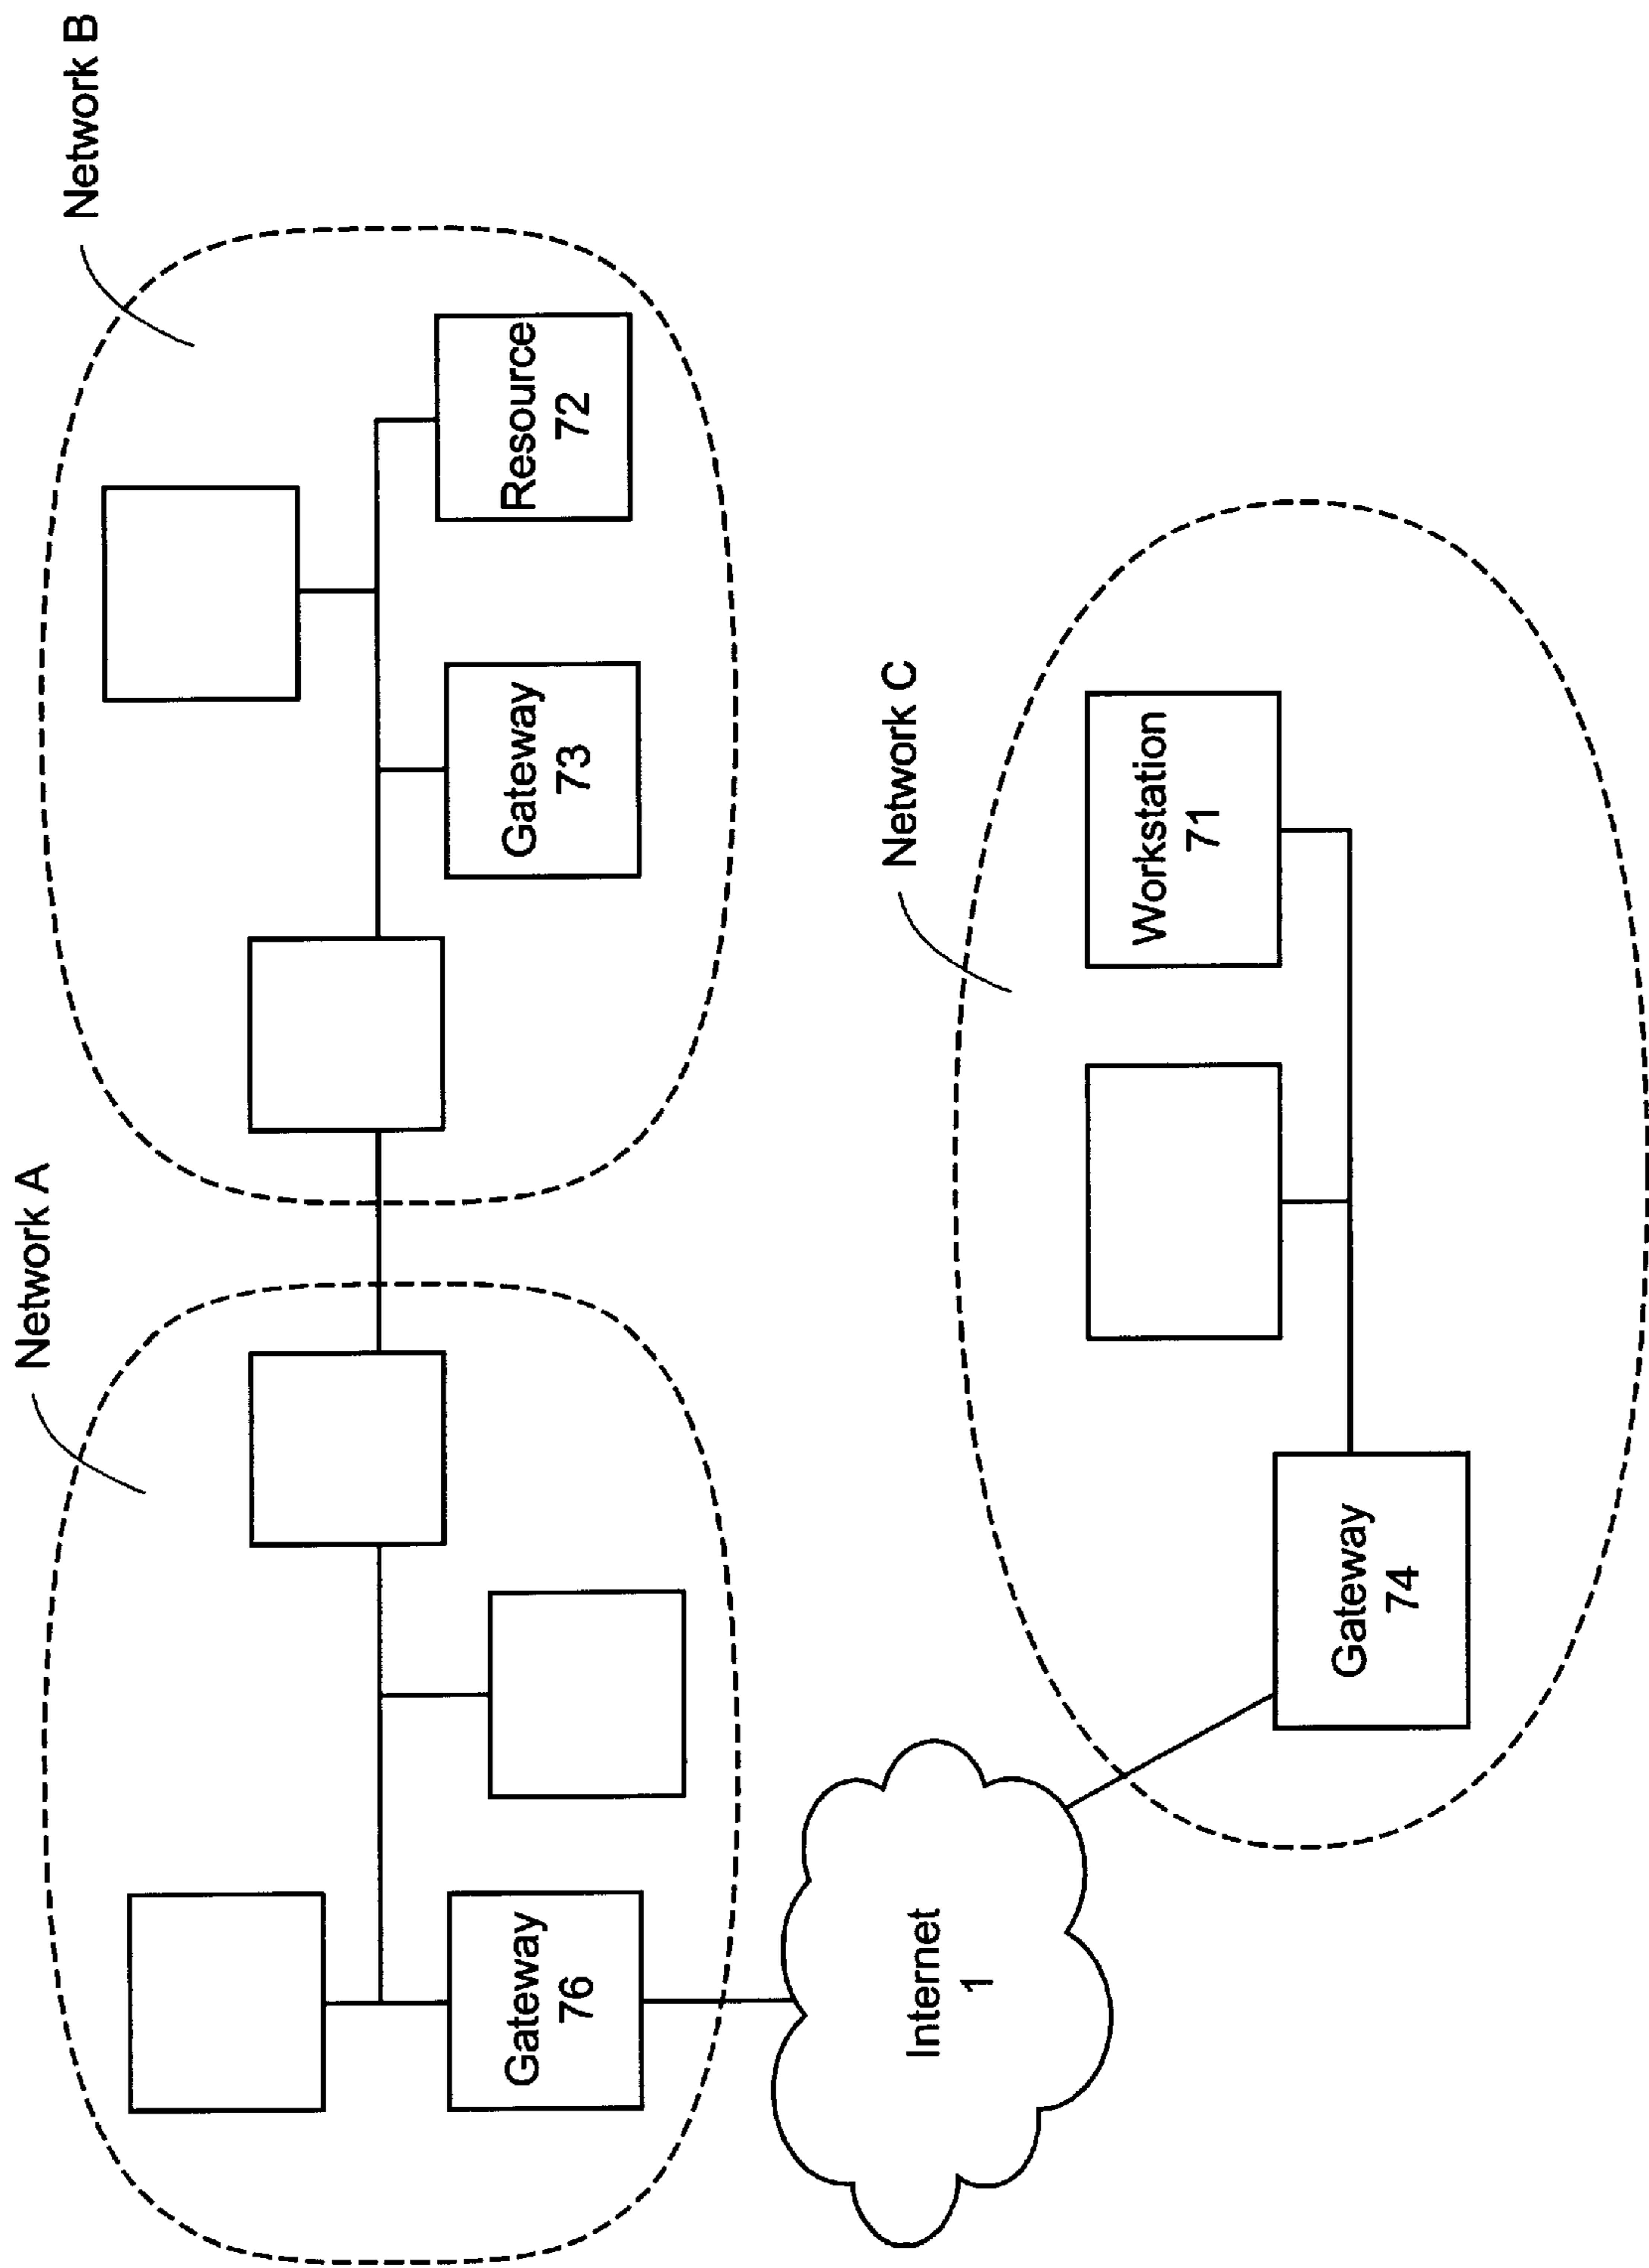 Network A
Network B
Resource
72
Gateway
73
Gateway
76
Network C
Workstation
71
Internet
1
Gateway
74